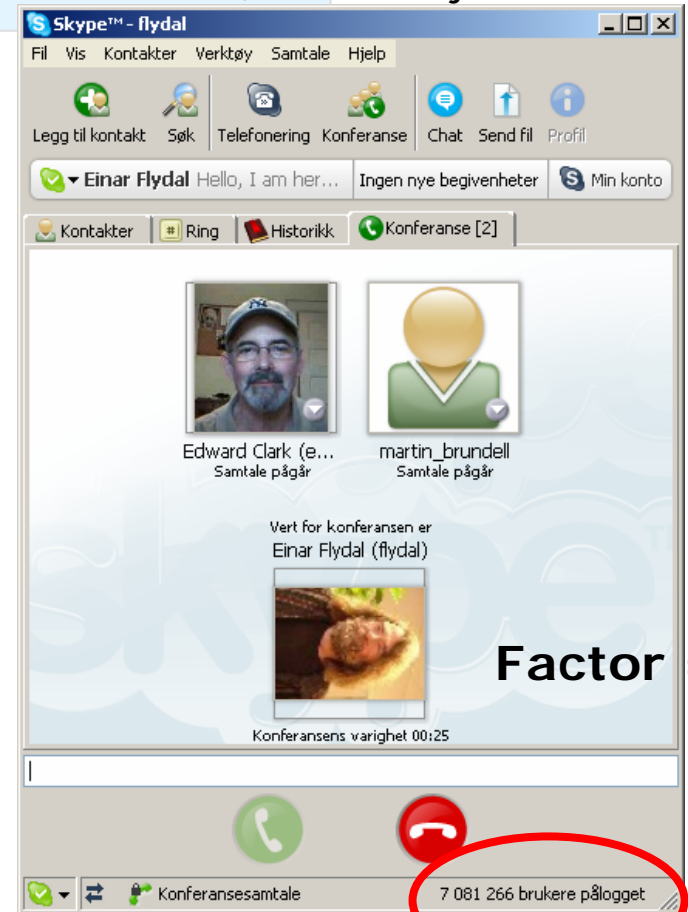 Skype™ - flydal
Fil Vis Kontakter Verktøy Samtale Hjelp
Legg til kontakt Søk Telefonering Konferanse Chat Send fil Profil
Einar Flydal Hello, I am her... Ingen nye begivenheter Min konto
Kontakter Ring Historikk Konferanse [2]
Edward Clark (e... martin_brundell
Samtale pågår Samtale pågår
Vert for konferansen er
Einar Flydal (flydal)
Factor
Konferansens varighet 00:25
Konferansesamtale 7 081 266 brukere pålogget